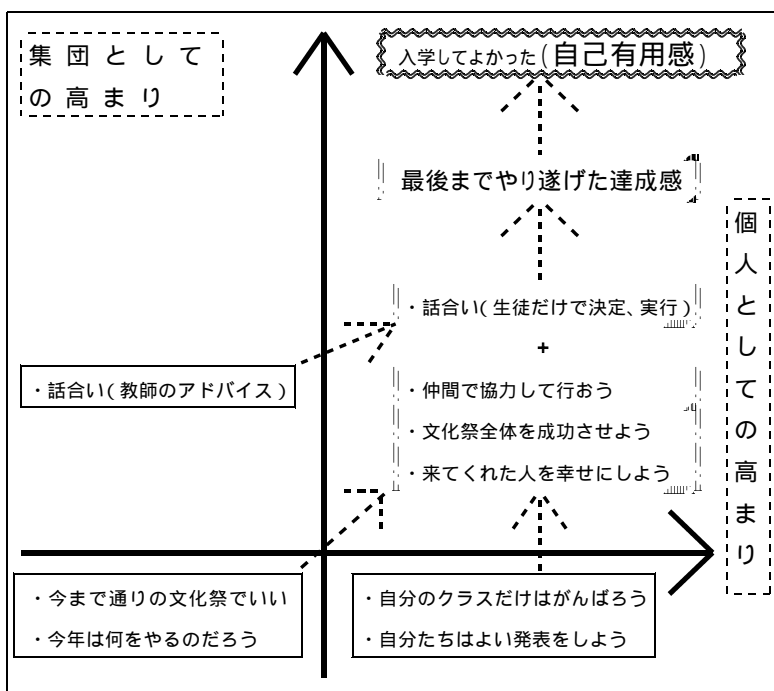 集団として
の高まり
入学してよかった(自己有用感)
最後までやり遂げた達成感
個人としての高まり
・話合い(生徒だけで決定、実行)
+
・話合い(教師のアドバイス)
・仲間で協力して行おう
・文化祭全体を成功させよう
・来てくれた人を幸せにしよう
・今まで通りの文化祭でいい
・今年は何をやるのだろう
・自分のクラスだけはがんばろう
・自分たちはよい発表をしよう